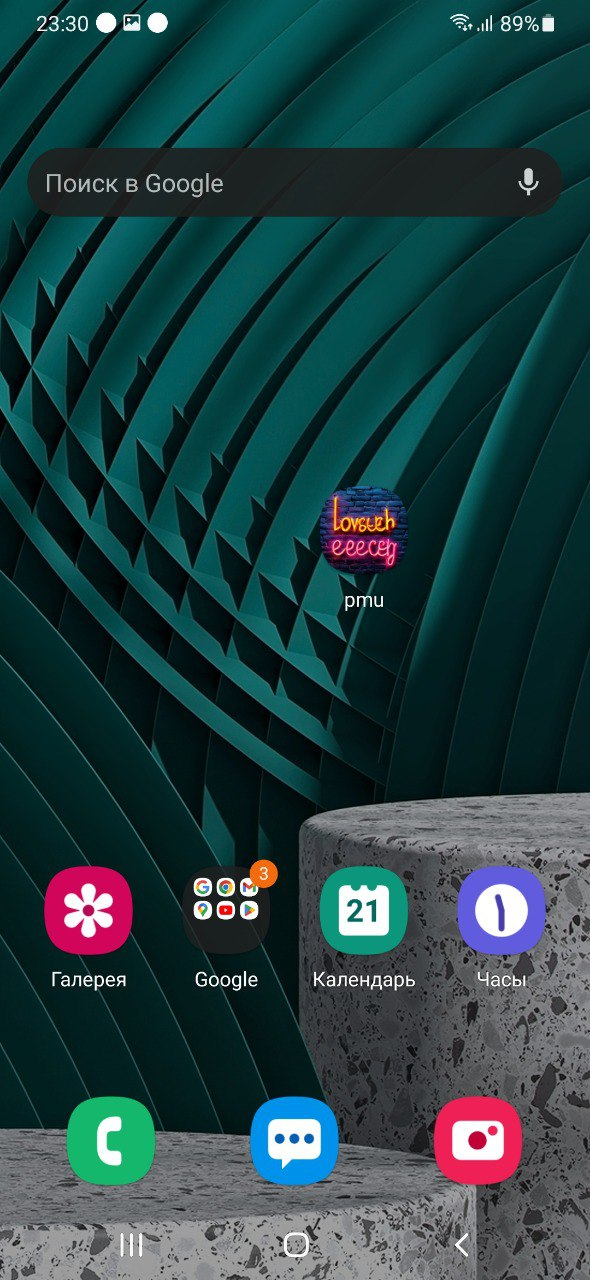 23:30 89%
Поиск в Google
pmu
3
21
Галерея Google Календарь Часы